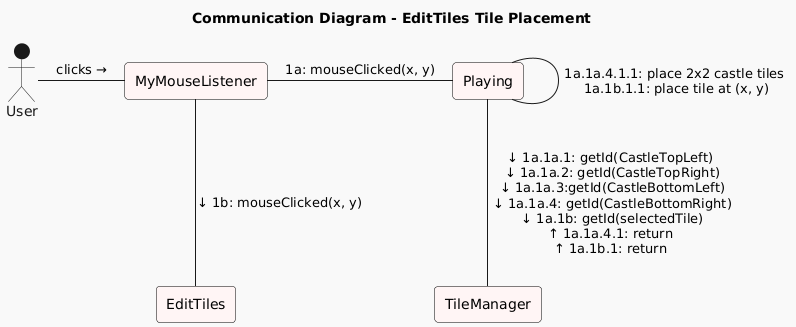 Communication Diagram - EditTiles Tile Placement
User
clicks →
MyMouseListener
1a: mouseClicked(x, y)
Playing
1a.1a.4.1.1: place 2x2 castle tiles
1a.1b.1.1: place tile at (x, y)
↓ 1b: mouseClicked(x, y)
↓ 1a.1a.1: getId(CastleTopLeft)
↓ 1a.1a.2: getId(CastleTopRight)
↓ 1a.1a.3:getId(CastleBottomLeft)
↓ 1a.1a.4: getId(CastleBottomRight)
↓ 1a.1b: getId(selectedTile)
↑ 1a.1a.4.1: return
↑ 1a.1b.1: return
EditTiles
TileManager